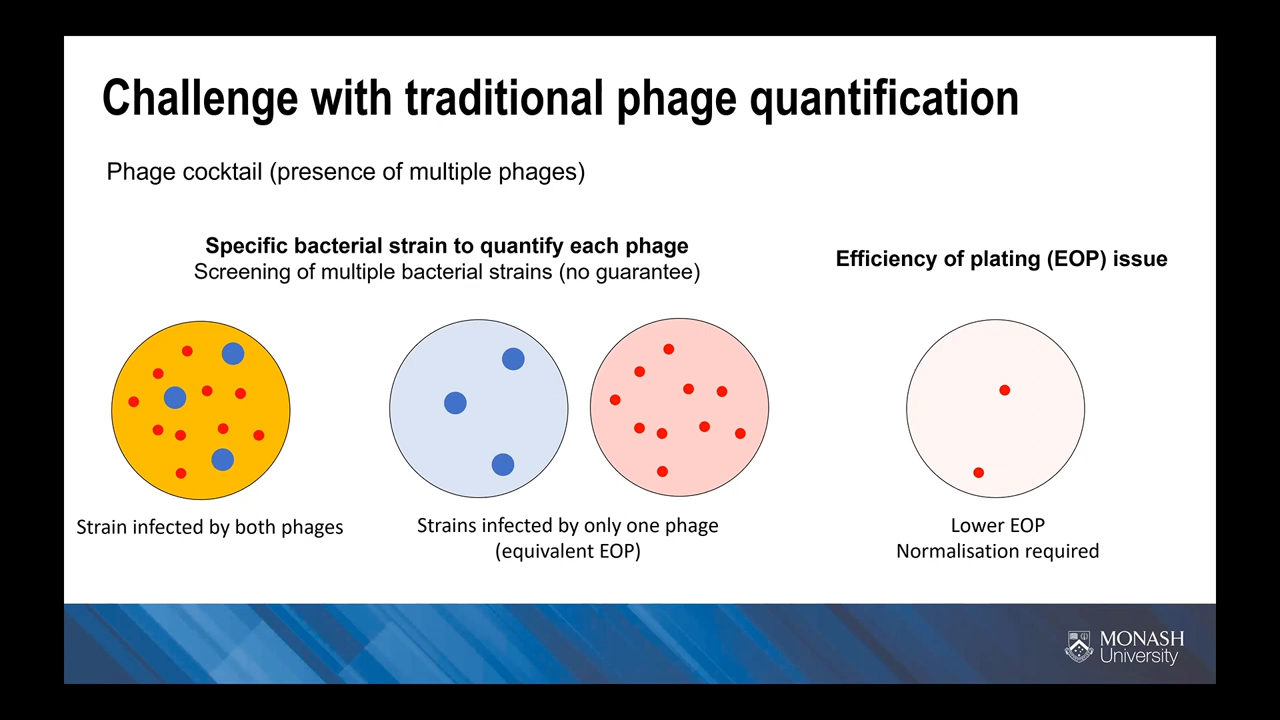 Challenge with traditional phage quantification
Phage cocktail (presence of multiple phages)
Specific bacterial strain to quantify each phage
Screening of multiple bacterial strains (no guarantee)
Efficiency of plating (EOP) issue
Strain infected by both phages
Strains infected by only one phage
(equivalent EOP)
Lower EOP
Normalisation required
MONASH
University